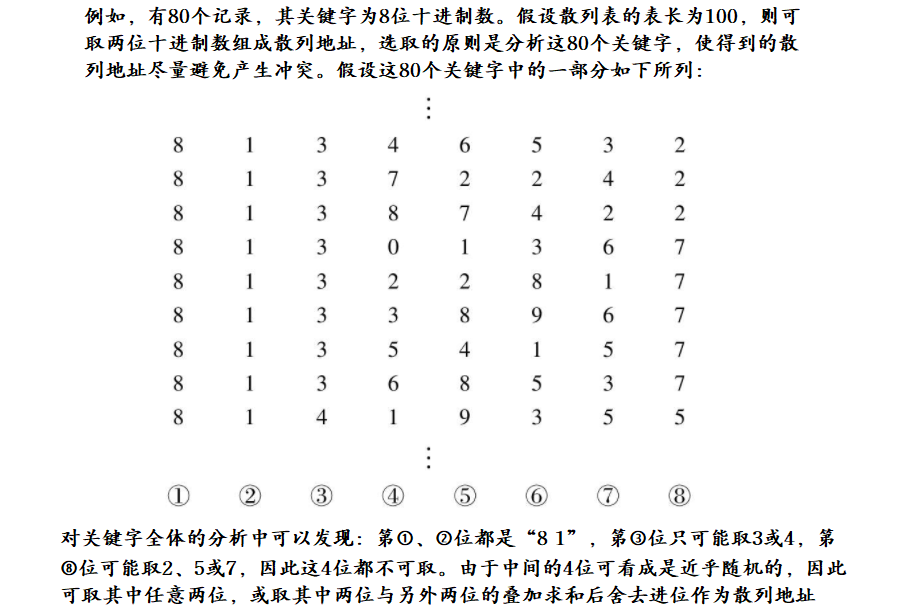 例如，有80个记录，其关键字为8位十进制数。假设散列表的表长为100，则可
取两位十进制数组成散列地址，选取的原则是分析这80个关键字，使得到的散
列地址尽量避免产生冲突。假设这80个关键字中的一部分如下所列：
⋮
8 1 3 4 6 5 3 2
8 1 3 7 2 2 4 2
8 1 3 8 7 4 2 2
8 1 3 0 1 3 6 7
8 1 3 2 2 8 1 7
8 1 3 3 8 9 6 7
8 1 3 5 4 1 5 7
8 1 3 6 8 5 3 7
8 1 4 1 9 3 5 5
⋮
① ② ③ ④ ⑤ ⑥ ⑦ ⑧
对关键字全体的分析中可以发现：第①、②位都是“8 1”，第③位只可能取3或4，第
⑧位可能取2、5或7，因此这4位都不可取。由于中间的4位可看成是近乎随机的，因此
可取其中任意两位，或取其中两位与另外两位的叠加求和后舍去进位作为散列地址